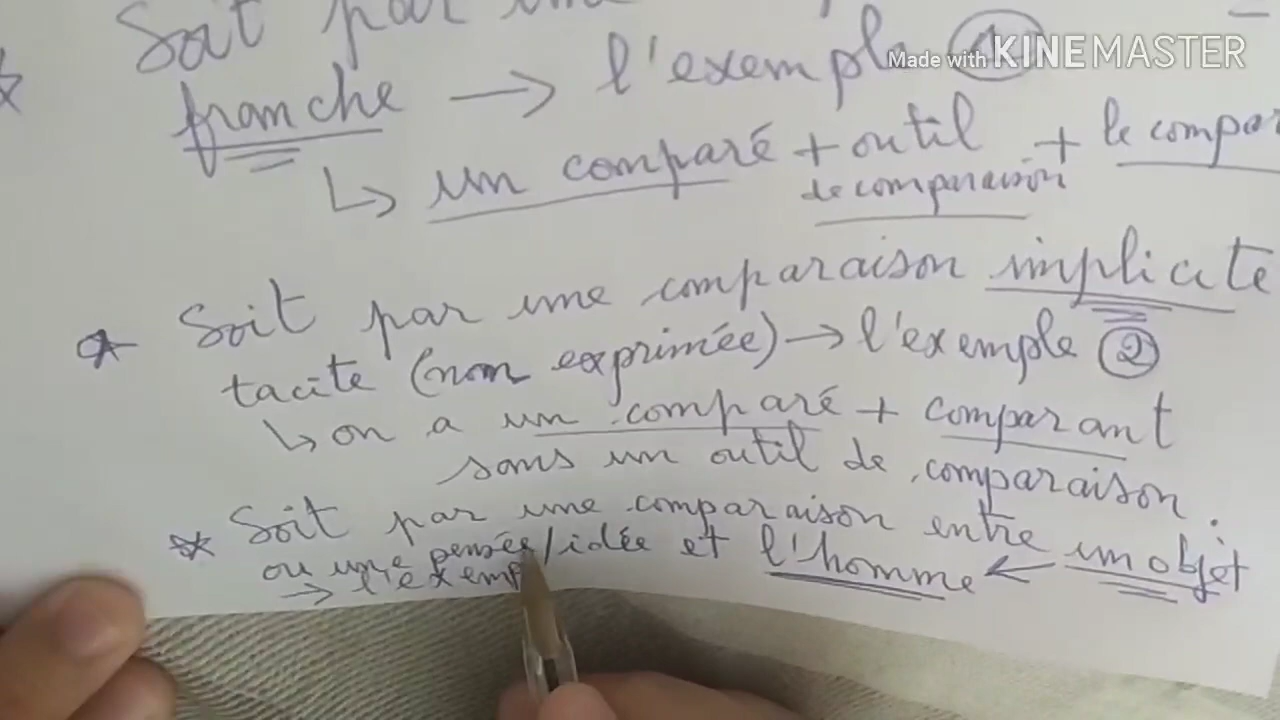 Soit par une
franche → l'exemple ①
Made with KINEMASTER
↳ un comparé + outil + le compar
de comparaison
* Soit par une comparaison implicite
tacite (non exprimée) → l'exemple ②
↳ on a un comparé + comparant
sans un outil de comparaison.
* Soit par une comparaison entre un objet
ou une pensée/idée et l'homme ←
→ l'exemp